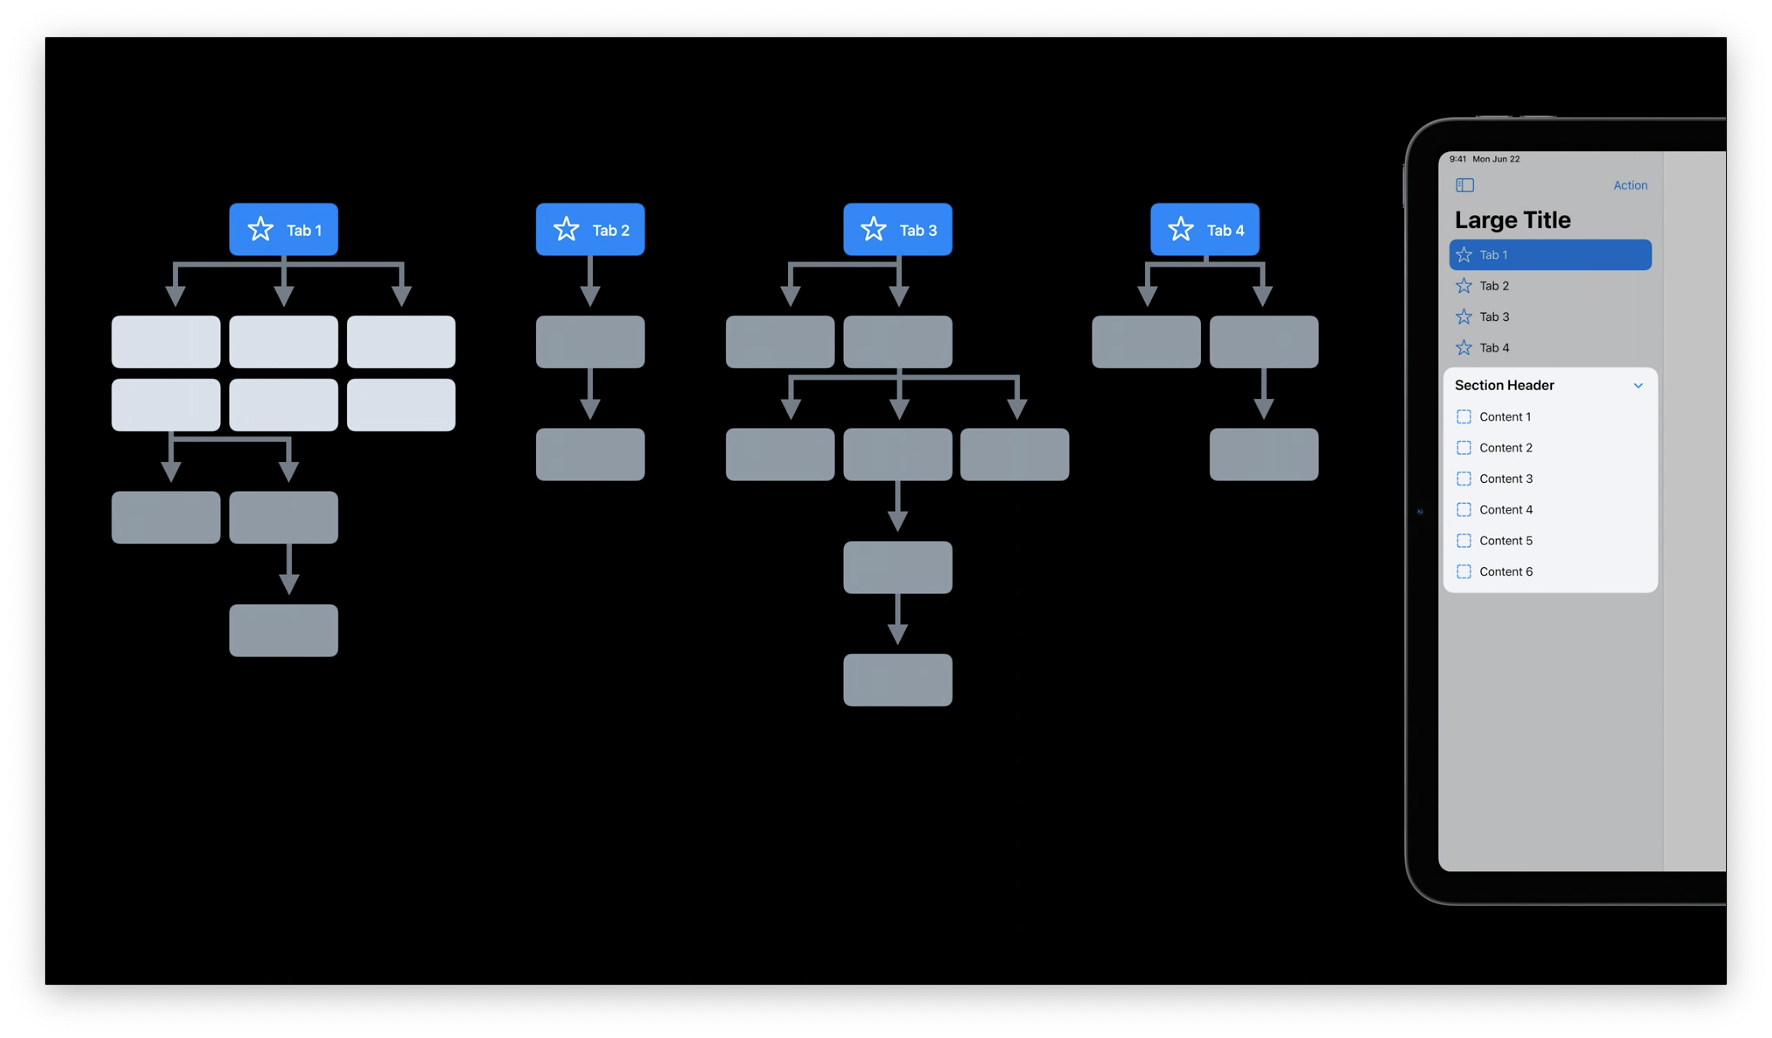 Tab 1
Tab 2
Tab 3
Tab 4
9:41 Mon Jun 22
Action
Large Title
Tab 1
Tab 2
Tab 3
Tab 4
Section Header
Content 1
Content 2
Content 3
Content 4
Content 5
Content 6